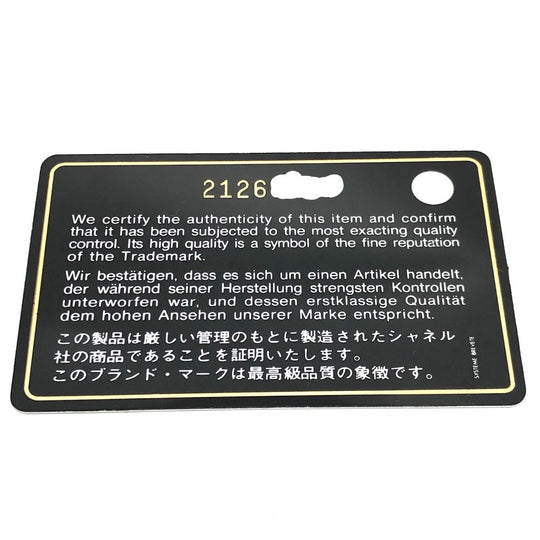 2126
We certify the authenticity of this item and confirm
that it has been subjected to the most exacting quality
control. Its high quality is a symbol of the fine reputation
of the Trademark.
Wir bestätigen, dass es sich um einen Artikel handelt,
der während seiner Herstellung strengsten Kontrollen
unterworfen war, und dessen erstklassige Qualität
dem hohen Ansehen unserer Marke entspricht.
この製品は厳しい管理のもとに製造されたシャネル
社の商品であることを証明いたします。
このブランド・マークは最高級品質の象徴です。
SYSTEME BREVETE